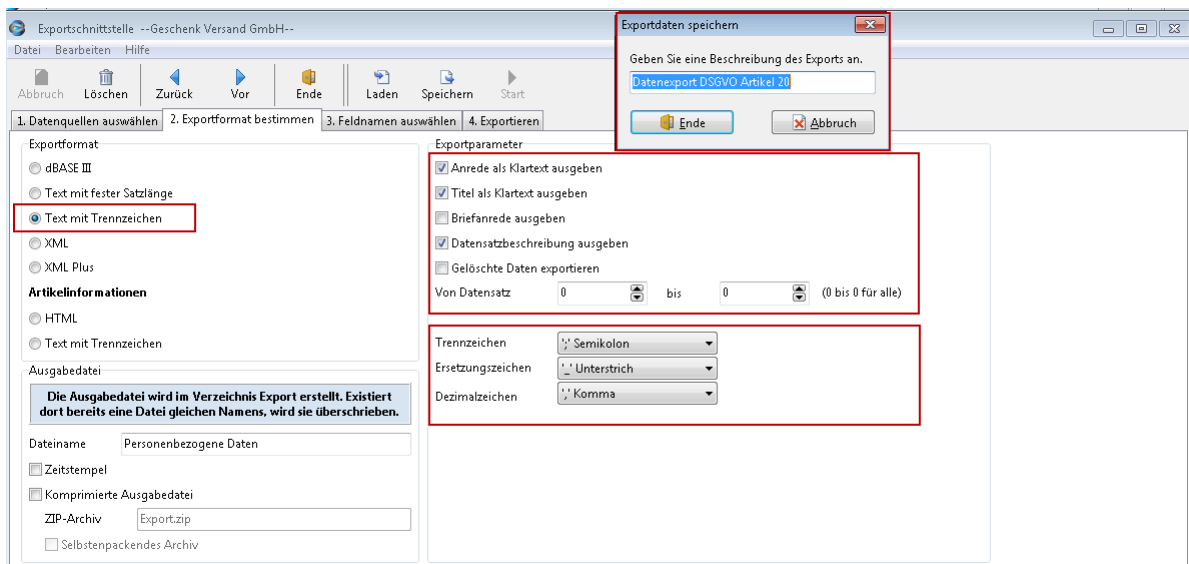 Exportschnittstelle --Geschenk Versand GmbH--
Datei Bearbeiten Hilfe
Abbruch Löschen Zurück Vor Ende Laden Speichern Start
1. Datenquellen auswählen 2. Exportformat bestimmen 3. Feldnamen auswählen 4. Exportieren
Exportdaten speichern
Geben Sie eine Beschreibung des Exports an.
Datenexport DSGVO Artikel 20
Ende Abbruch
Exportformat
dBASE III
Text mit fester Satzlänge
Text mit Trennzeichen
XML
XML Plus
Artikelinformationen
HTML
Text mit Trennzeichen
Ausgabedatei
Die Ausgabedatei wird im Verzeichnis Export erstellt. Existiert
dort bereits eine Datei gleichen Namens, wird sie überschrieben.
Dateiname Personenbezogene Daten
Zeitstempel
Komprimierte Ausgabedatei
ZIP-Archiv Export.zip
Selbstenpackendes Archiv
Exportparameter
Anrede als Klartext ausgeben
Titel als Klartext ausgeben
Briefanrede ausgeben
Datensatzbeschreibung ausgeben
Gelöschte Daten exportieren
Von Datensatz 0 bis 0 (0 bis 0 für alle)
Trennzeichen ';' Semikolon
Ersetzungszeichen '_' Unterstrich
Dezimalzeichen ',' Komma